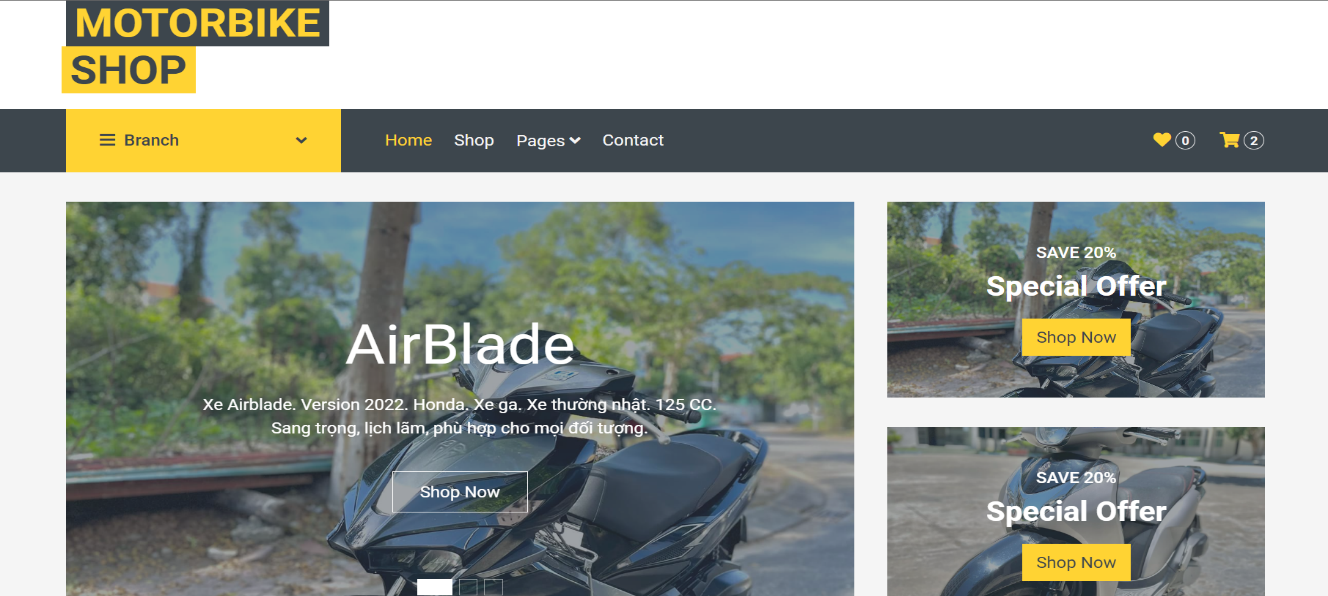 MOTORBIKE
SHOP
Branch
Home Shop Pages Contact
0 2
AirBlade
Xe Airblade. Version 2022. Honda. Xe ga. Xe thường nhật. 125 CC.
Sang trọng, lịch lãm, phù hợp cho mọi đối tượng.
Shop Now
SAVE 20%
Special Offer
Shop Now
SAVE 20%
Special Offer
Shop Now